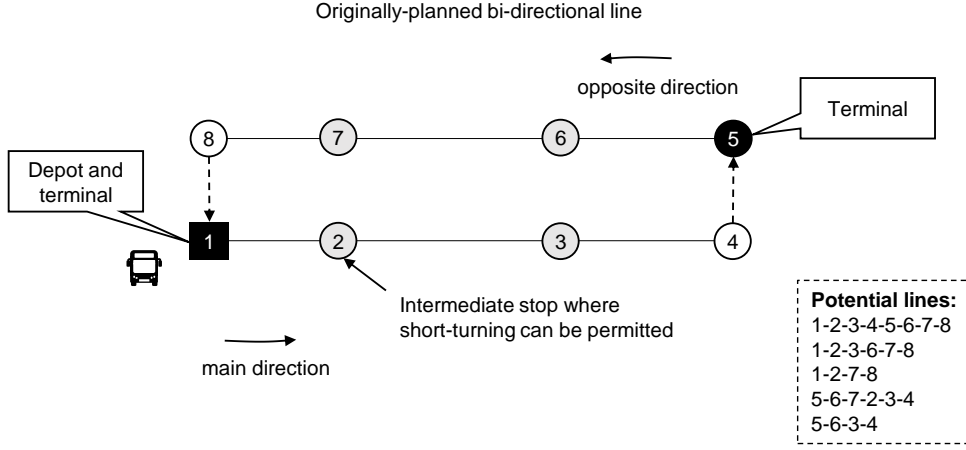 Originally-planned bi-directional line
opposite direction
Terminal
8
7
6
5
Depot and
terminal
1
2
3
4
Intermediate stop where
short-turning can be permitted
main direction
Potential lines:
1-2-3-4-5-6-7-8
1-2-3-6-7-8
1-2-7-8
5-6-7-2-3-4
5-6-3-4